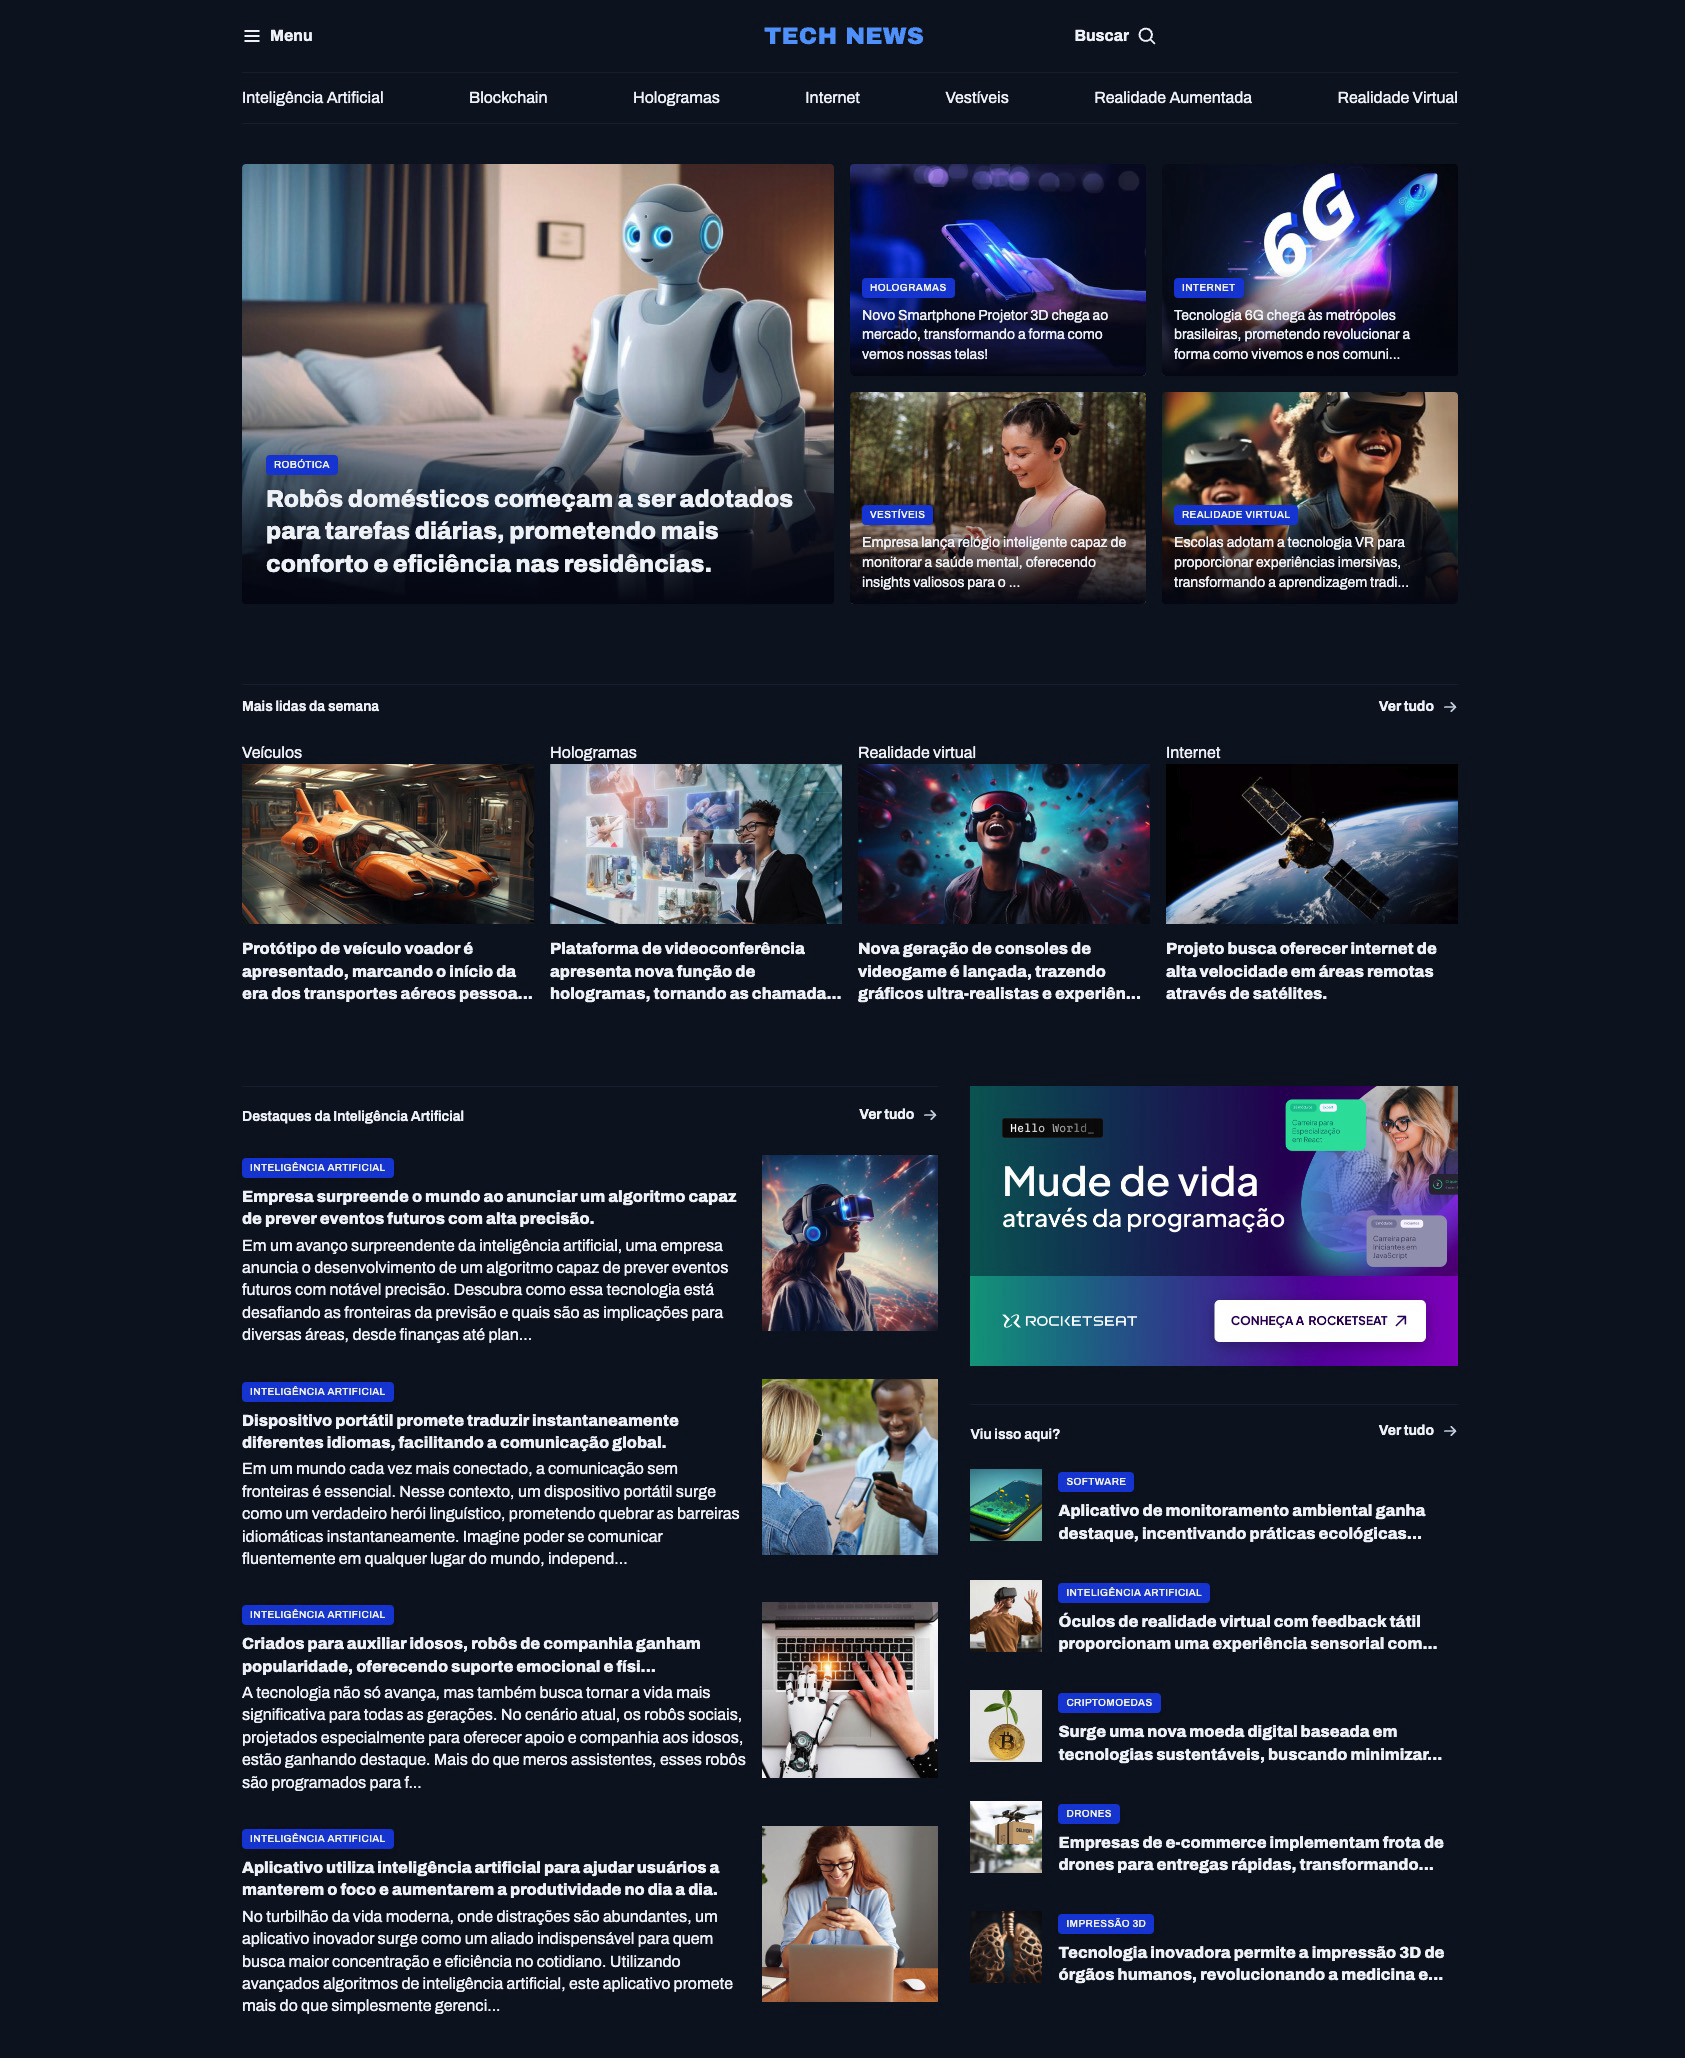 Menu
TECH NEWS
Buscar
Inteligência Artificial
Blockchain
Hologramas
Internet
Vestíveis
Realidade Aumentada
Realidade Virtual
ROBÓTICA
Robôs domésticos começam a ser adotados
para tarefas diárias, prometendo mais
conforto e eficiência nas residências.
HOLOGRAMAS
Novo Smartphone Projetor 3D chega ao
mercado, transformando a forma como
vemos nossas telas!
6G
INTERNET
Tecnologia 6G chega às metrópoles
brasileiras, prometendo revolucionar a
forma como vivemos e nos comuni...
VESTÍVEIS
Empresa lança relógio inteligente capaz de
monitorar a saúde mental, oferecendo
insights valiosos para o ...
REALIDADE VIRTUAL
Escolas adotam a tecnologia VR para
proporcionar experiências imersivas,
transformando a aprendizagem tradi...
Mais lidas da semana
Ver tudo
Veículos
Protótipo de veículo voador é
apresentado, marcando o início da
era dos transportes aéreos pessoa...
Hologramas
Plataforma de videoconferência
apresenta nova função de
hologramas, tornando as chamada...
Realidade virtual
Nova geração de consoles de
videogame é lançada, trazendo
gráficos ultra-realistas e experiên...
Internet
Projeto busca oferecer internet de
alta velocidade em áreas remotas
através de satélites.
Destaques da Inteligência Artificial
Ver tudo
INTELIGÊNCIA ARTIFICIAL
Empresa surpreende o mundo ao anunciar um algoritmo capaz
de prever eventos futuros com alta precisão.
Em um avanço surpreendente da inteligência artificial, uma empresa
anuncia o desenvolvimento de um algoritmo capaz de prever eventos
futuros com notável precisão. Descubra como essa tecnologia está
desafiando as fronteiras da previsão e quais são as implicações para
diversas áreas, desde finanças até plan...
INTELIGÊNCIA ARTIFICIAL
Dispositivo portátil promete traduzir instantaneamente
diferentes idiomas, facilitando a comunicação global.
Em um mundo cada vez mais conectado, a comunicação sem
fronteiras é essencial. Nesse contexto, um dispositivo portátil surge
como um verdadeiro herói linguístico, prometendo quebrar as barreiras
idiomáticas instantaneamente. Imagine poder se comunicar
fluentemente em qualquer lugar do mundo, independ...
INTELIGÊNCIA ARTIFICIAL
Criados para auxiliar idosos, robôs de companhia ganham
popularidade, oferecendo suporte emocional e físi...
A tecnologia não só avança, mas também busca tornar a vida mais
significativa para todas as gerações. No cenário atual, os robôs sociais,
projetados especialmente para oferecer apoio e companhia aos idosos,
estão ganhando destaque. Mais do que meros assistentes, esses robôs
são programados para f...
INTELIGÊNCIA ARTIFICIAL
Aplicativo utiliza inteligência artificial para ajudar usuários a
manterem o foco e aumentarem a produtividade no dia a dia.
No turbilhão da vida moderna, onde distrações são abundantes, um
aplicativo inovador surge como um aliado indispensável para quem
busca maior concentração e eficiência no cotidiano. Utilizando
avançados algoritmos de inteligência artificial, este aplicativo promete
mais do que simplesmente gerenci...
Hello World_
Mude de vida
através da programação
Carreira para
Especialização
em React
Carreira para
Iniciantes em
JavaScript
ROCKETSEAT
CONHEÇA A ROCKETSEAT
Viu isso aqui?
Ver tudo
SOFTWARE
Aplicativo de monitoramento ambiental ganha
destaque, incentivando práticas ecológicas...
INTELIGÊNCIA ARTIFICIAL
Óculos de realidade virtual com feedback tátil
proporcionam uma experiência sensorial com...
CRIPTOMOEDAS
Surge uma nova moeda digital baseada em
tecnologias sustentáveis, buscando minimizar...
DRONES
Empresas de e-commerce implementam frota de
drones para entregas rápidas, transformando...
IMPRESSÃO 3D
Tecnologia inovadora permite a impressão 3D de
órgãos humanos, revolucionando a medicina e...